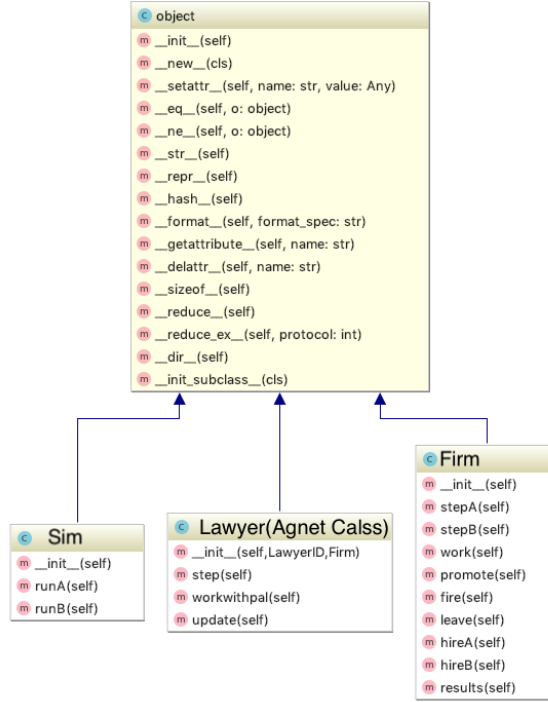 object
__init__(self)
__new__(cls)
__setattr__(self, name: str, value: Any)
__eq__(self, o: object)
__ne__(self, o: object)
__str__(self)
__repr__(self)
__hash__(self)
__format__(self, format_spec: str)
__getattribute__(self, name: str)
__delattr__(self, name: str)
__sizeof__(self)
__reduce__(self)
__reduce_ex__(self, protocol: int)
__dir__(self)
__init_subclass__(cls)
Sim
__init__(self)
runA(self)
runB(self)
Lawyer(Agnet Calss)
__init__(self,LawyerID,Firm)
step(self)
workwithpal(self)
update(self)
Firm
__init__(self)
stepA(self)
stepB(self)
work(self)
promote(self)
fire(self)
leave(self)
hireA(self)
hireB(self)
results(self)